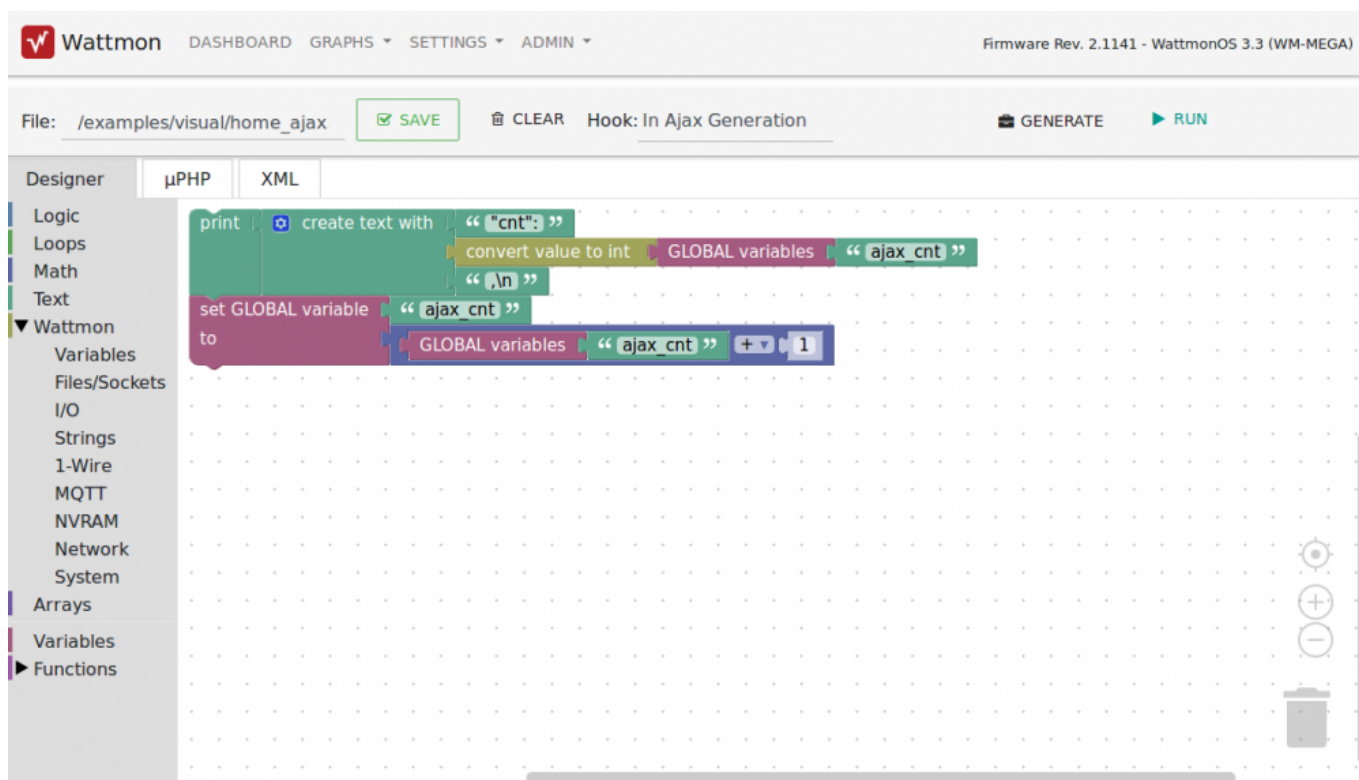 Wattmon DASHBOARD GRAPHS SETTINGS ADMIN Firmware Rev. 2.1141 - WattmonOS 3.3 (WM-MEGA)
File: /examples/visual/home_ajax SAVE CLEAR Hook: In Ajax Generation GENERATE RUN
Designer µPHP XML
Logic
Loops
Math
Text
Wattmon
Variables
Files/Sockets
I/O
Strings
1-Wire
MQTT
NVRAM
Network
System
Arrays
Variables
Functions
print create text with “ "cnt": ”
convert value to int GLOBAL variables “ ajax_cnt ”
“ ,\n ”
set GLOBAL variable “ ajax_cnt ”
to GLOBAL variables “ ajax_cnt ” + 1